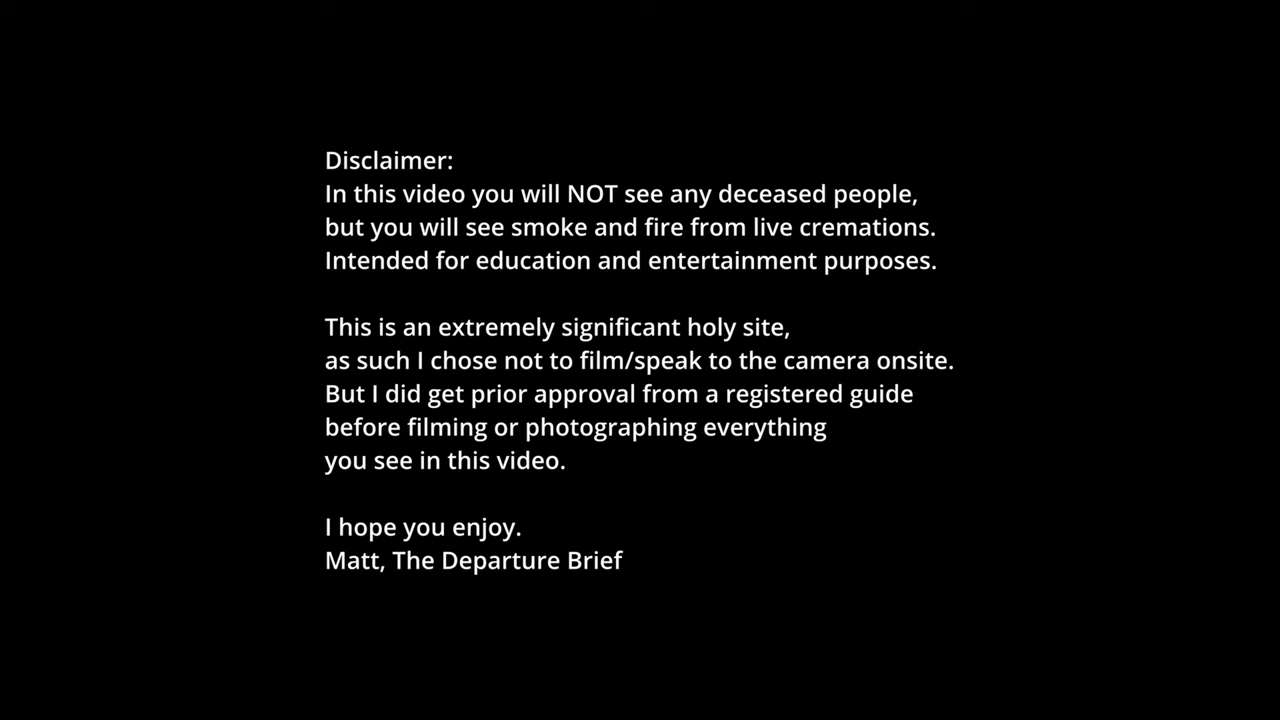 Disclaimer:
In this video you will NOT see any deceased people,
but you will see smoke and fire from live cremations.
Intended for education and entertainment purposes.
This is an extremely significant holy site,
as such I chose not to film/speak to the camera onsite.
But I did get prior approval from a registered guide
before filming or photographing everything
you see in this video.
I hope you enjoy.
Matt, The Departure Brief